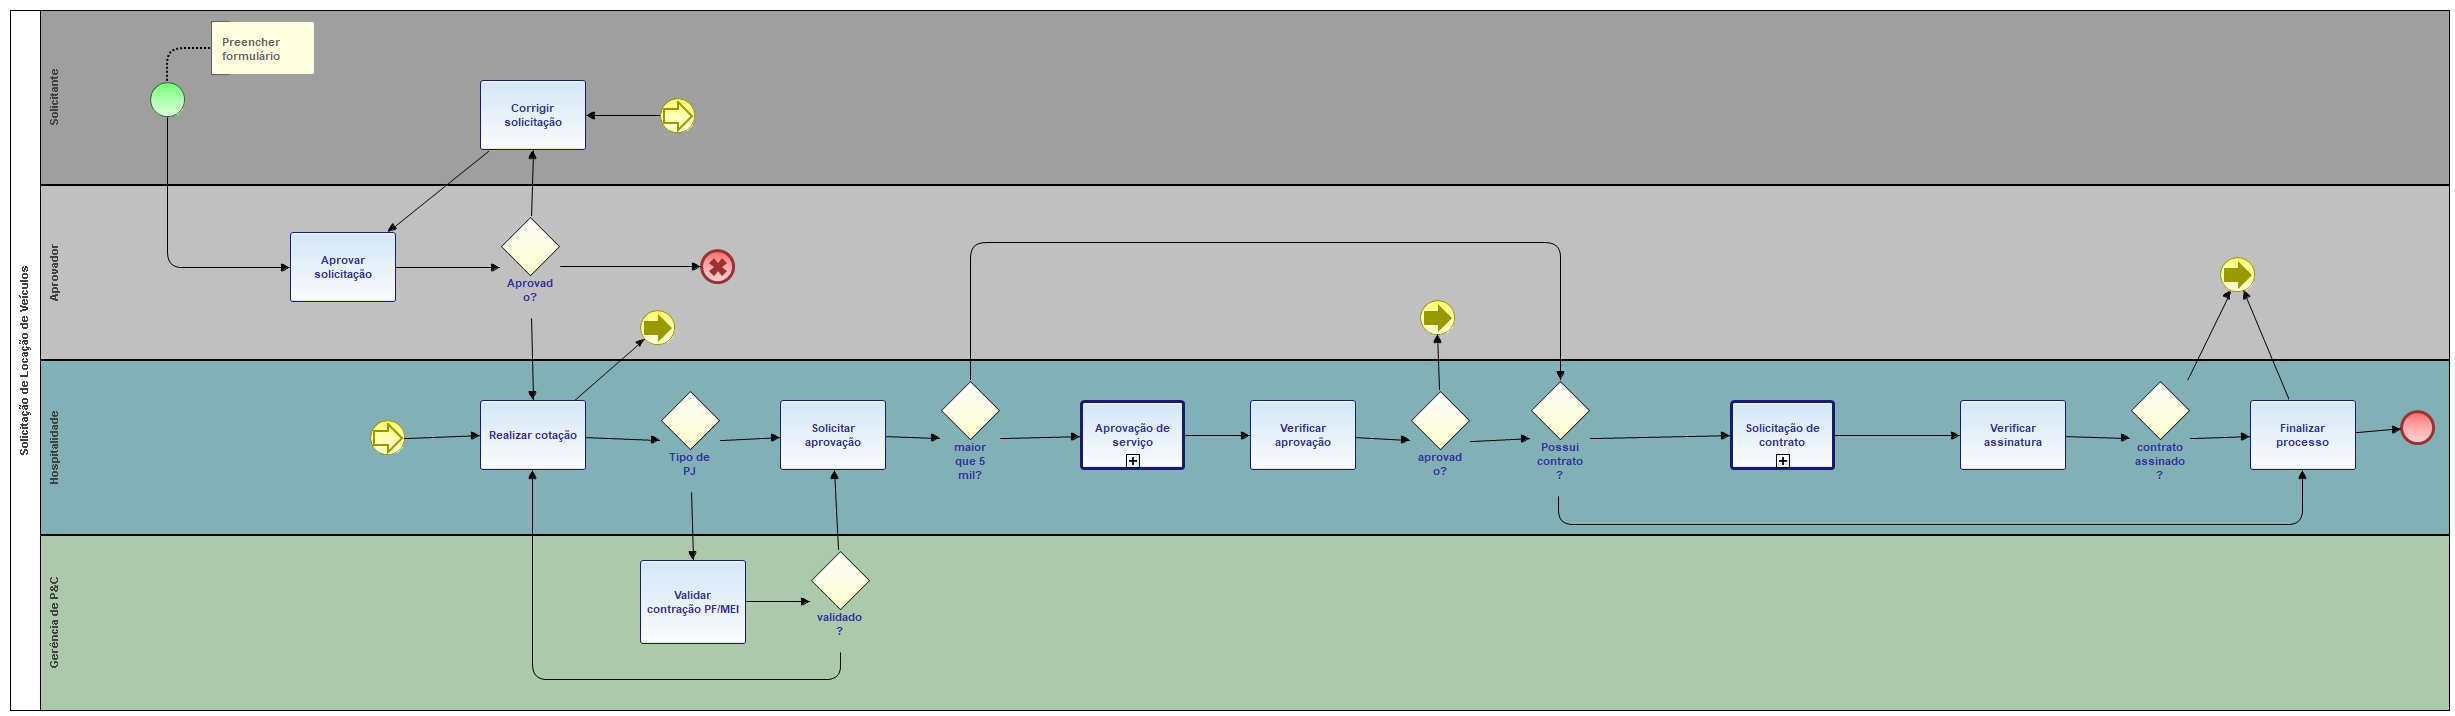 Solicitação de Locação de Veículos
Solicitante
Preencher
formulário
Corrigir
solicitação
Aprovador
Aprovar
solicitação
Aprovad
o?
Hospitalidade
Realizar cotação
Tipo de
PJ
Solicitar
aprovação
maior
que 5
mil?
Aprovação de
serviço
Verificar
aprovação
aprovad
o?
Possui
contrato
?
Solicitação de
contrato
Verificar
assinatura
contrato
assinado
?
Finalizar
processo
Gerência de P&C
Validar
contração PF/MEI
validado
?